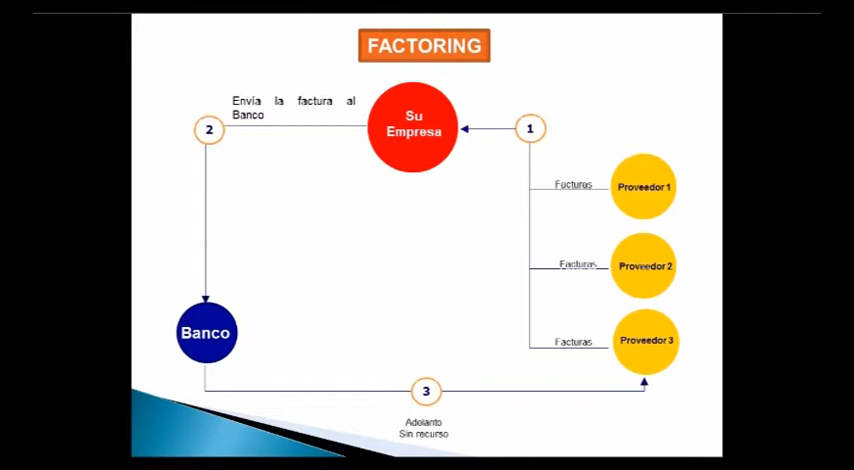 FACTORING
Envía la factura al
Banco
Su
Empresa
2
1
Facturas
Proveedor 1
Facturas
Proveedor 2
Banco
Facturas
Proveedor 3
3
Adolanto
Sin recurso